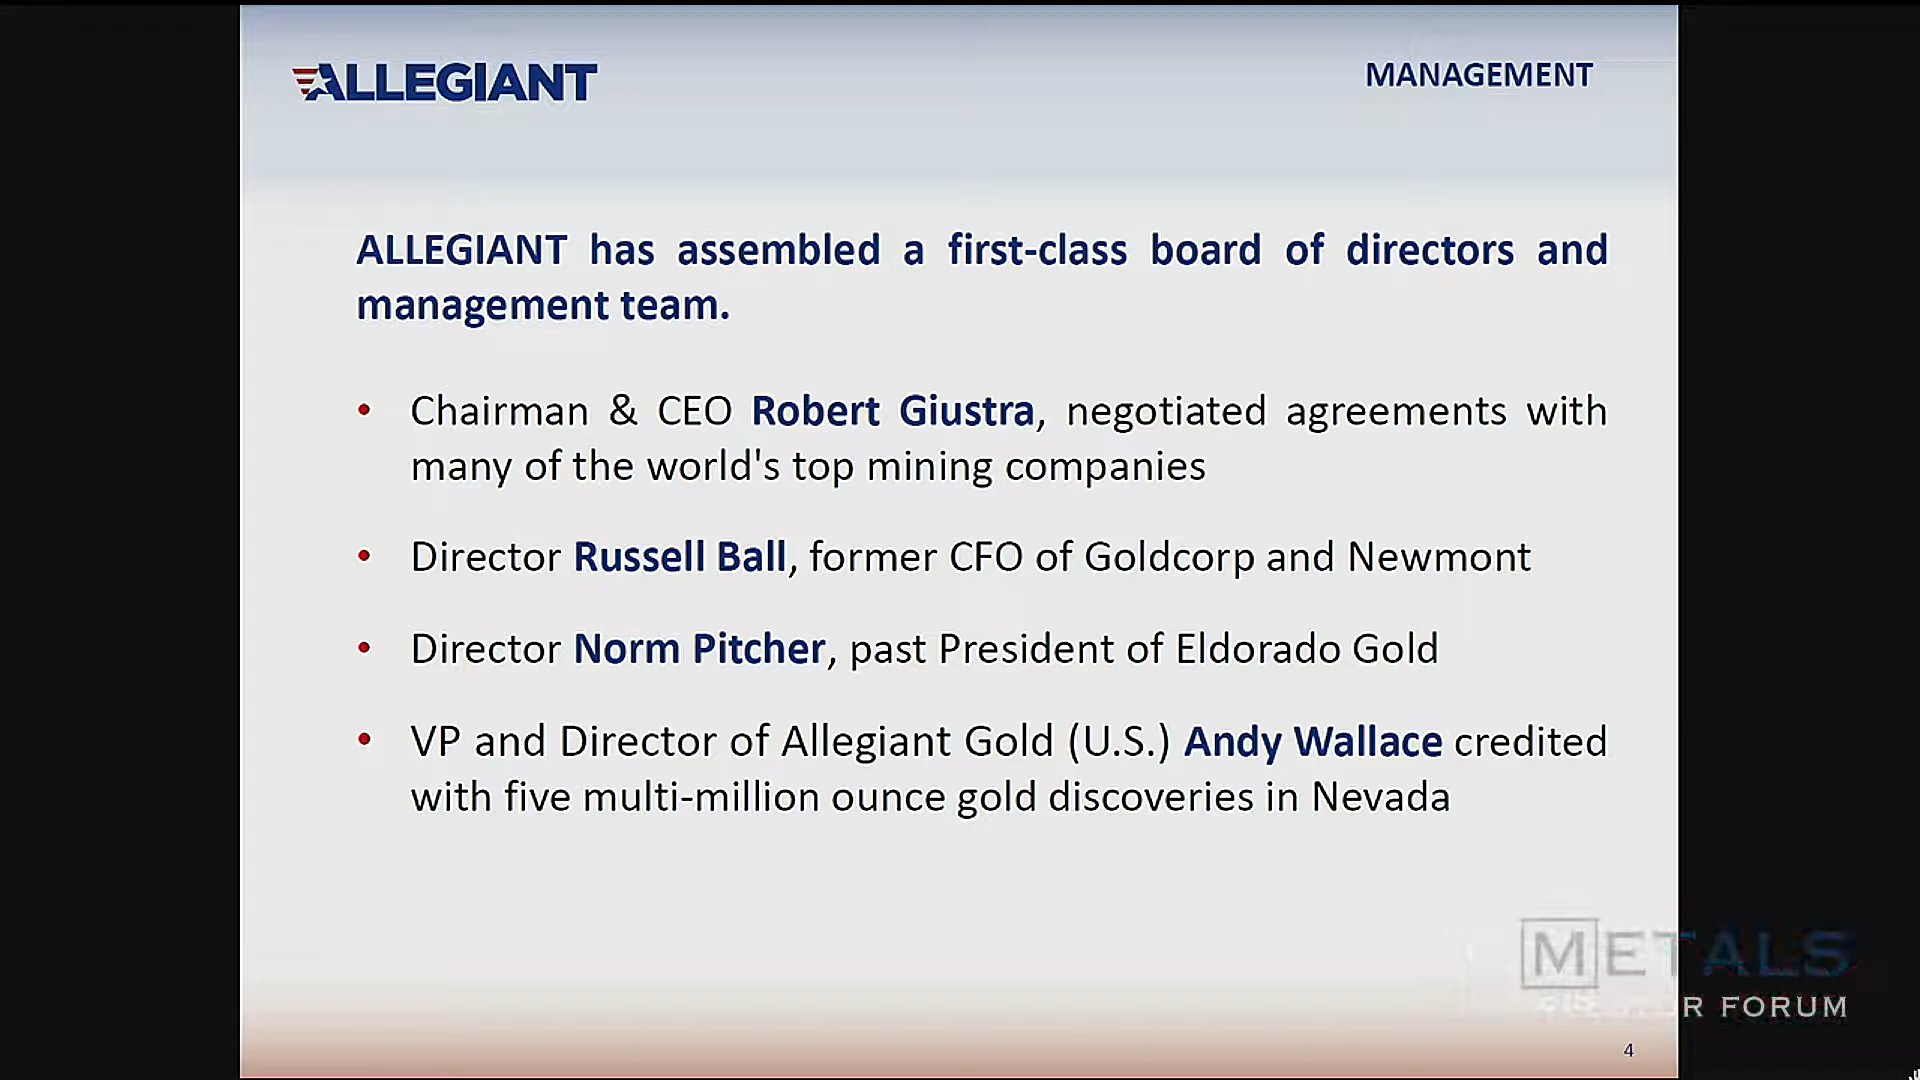 ALLEGIANT
MANAGEMENT
ALLEGIANT has assembled a first-class board of directors and
management team.
• Chairman & CEO Robert Giustra, negotiated agreements with
many of the world's top mining companies
• Director Russell Ball, former CFO of Goldcorp and Newmont
• Director Norm Pitcher, past President of Eldorado Gold
• VP and Director of Allegiant Gold (U.S.) Andy Wallace credited
with five multi-million ounce gold discoveries in Nevada
METALS
FORUM
4